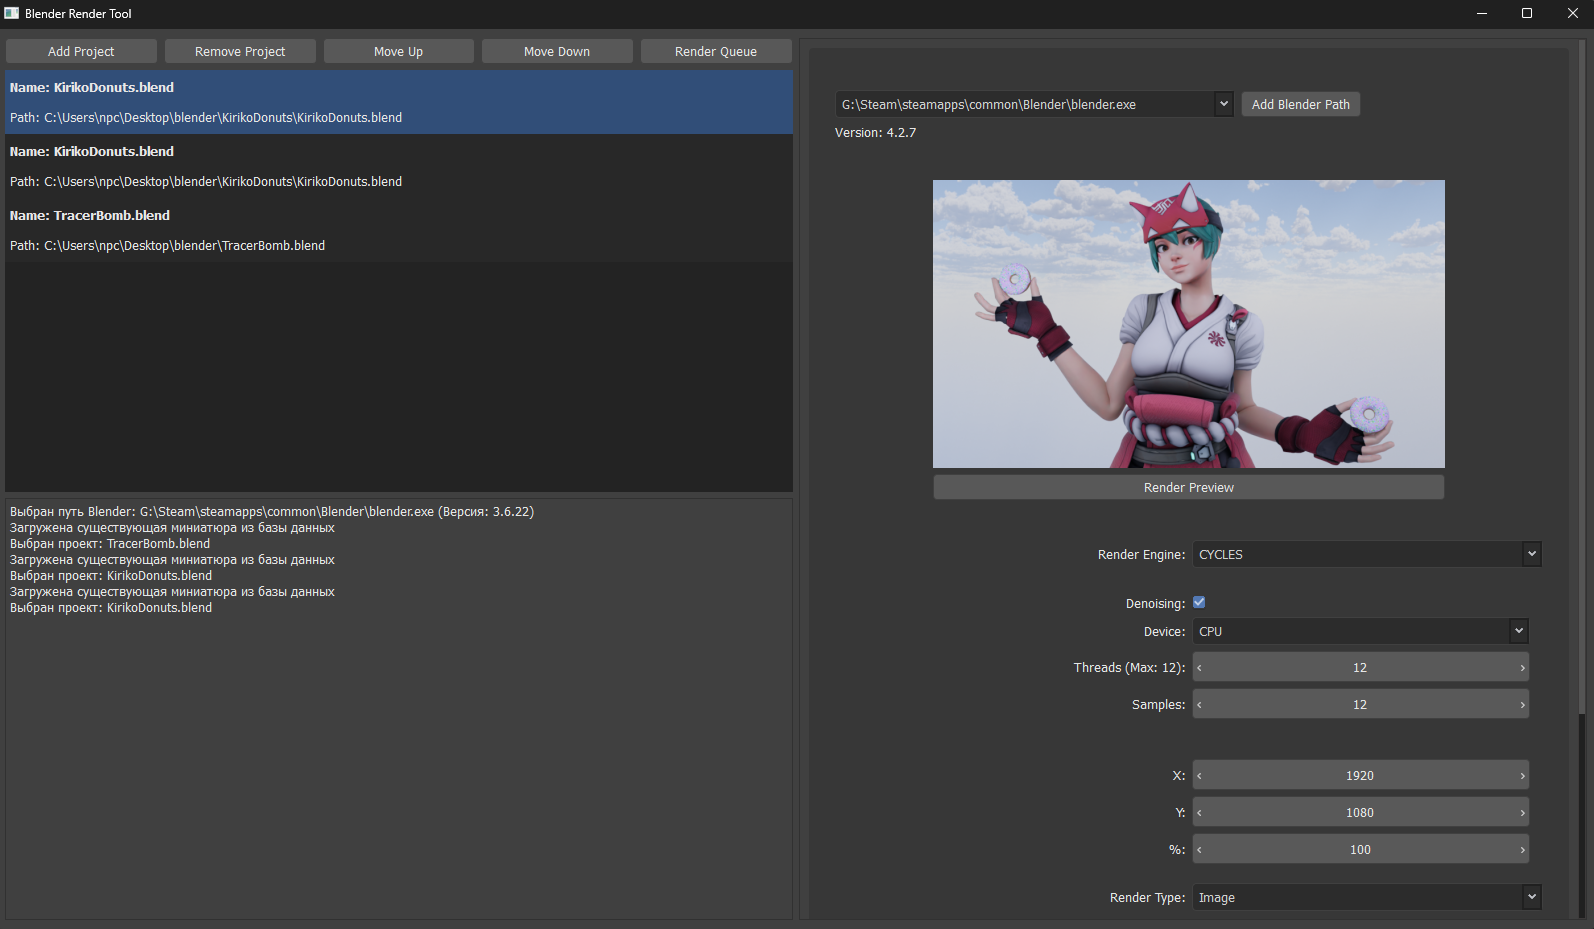 Blender Render Tool
Add Project Remove Project Move Up Move Down Render Queue
Name: KirikoDonuts.blend
Path: C:\Users\npc\Desktop\blender\KirikoDonuts\KirikoDonuts.blend
Name: KirikoDonuts.blend
Path: C:\Users\npc\Desktop\blender\KirikoDonuts\KirikoDonuts.blend
Name: TracerBomb.blend
Path: C:\Users\npc\Desktop\blender\TracerBomb.blend
Выбран путь Blender: G:\Steam\steamapps\common\Blender\blender.exe (Версия: 3.6.22)
Загружена существующая миниатюра из базы данных
Выбран проект: TracerBomb.blend
Загружена существующая миниатюра из базы данных
Выбран проект: KirikoDonuts.blend
Загружена существующая миниатюра из базы данных
Выбран проект: KirikoDonuts.blend
G:\Steam\steamapps\common\Blender\blender.exe Add Blender Path
Version: 4.2.7
Render Preview
Render Engine: CYCLES
Denoising:
Device: CPU
Threads (Max: 12): 12
Samples: 12
X: 1920
Y: 1080
%: 100
Render Type: Image